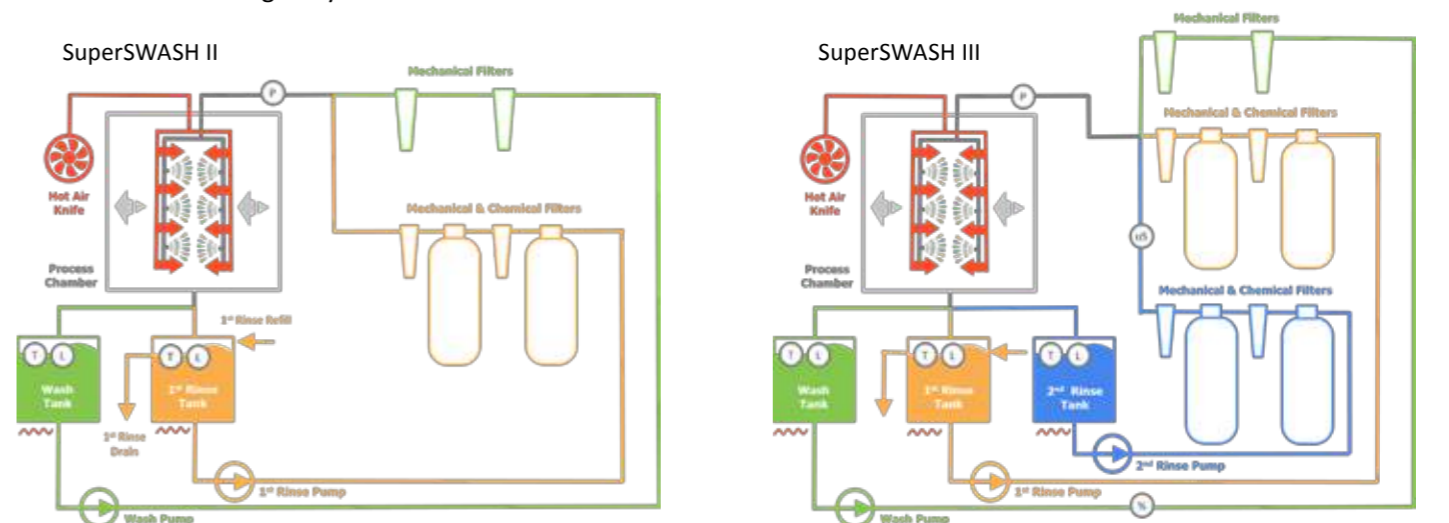 SuperSWASH II
Mechanical Filters
P
Hot Air
Knife
Mechanical & Chemical Filters
Process
Chamber
1st Rinse Refill
T L
T L
Wash
Tank
1st Rinse
Tank
1st Rinse
Drain
1st Rinse Pump
Wash Pump
SuperSWASH III
Mechanical Filters
P
Mechanical & Chemical Filters
Hot Air
Knife
uS
Process
Chamber
Mechanical & Chemical Filters
T L
T L
T L
Wash
Tank
1st Rinse
Tank
2nd Rinse
Tank
2nd Rinse Pump
1st Rinse Pump
%
Wash Pump